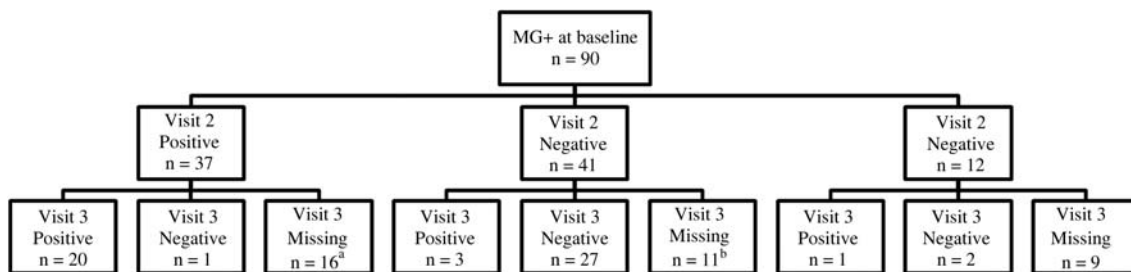 MG+ at baseline
n = 90
Visit 2
Positive
n = 37
Visit 2
Negative
n = 41
Visit 2
Negative
n = 12
Visit 3
Positive
n = 20
Visit 3
Negative
n = 1
Visit 3
Missing
n = 16a
Visit 3
Positive
n = 3
Visit 3
Negative
n = 27
Visit 3
Missing
n = 11b
Visit 3
Positive
n = 1
Visit 3
Negative
n = 2
Visit 3
Missing
n = 9